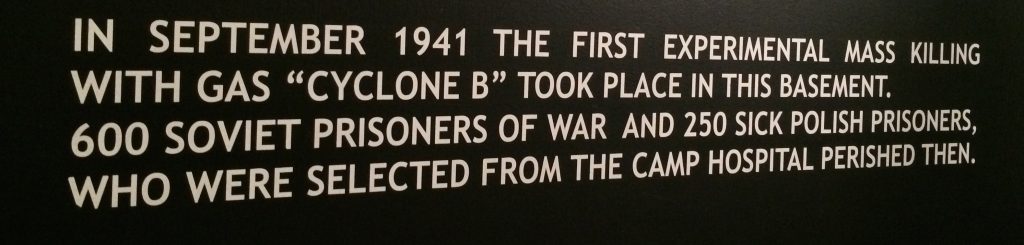 IN SEPTEMBER 1941 THE FIRST EXPERIMENTAL MASS KILLING
WITH GAS “CYCLONE B” TOOK PLACE IN THIS BASEMENT.
600 SOVIET PRISONERS OF WAR AND 250 SICK POLISH PRISONERS,
WHO WERE SELECTED FROM THE CAMP HOSPITAL PERISHED THEN.